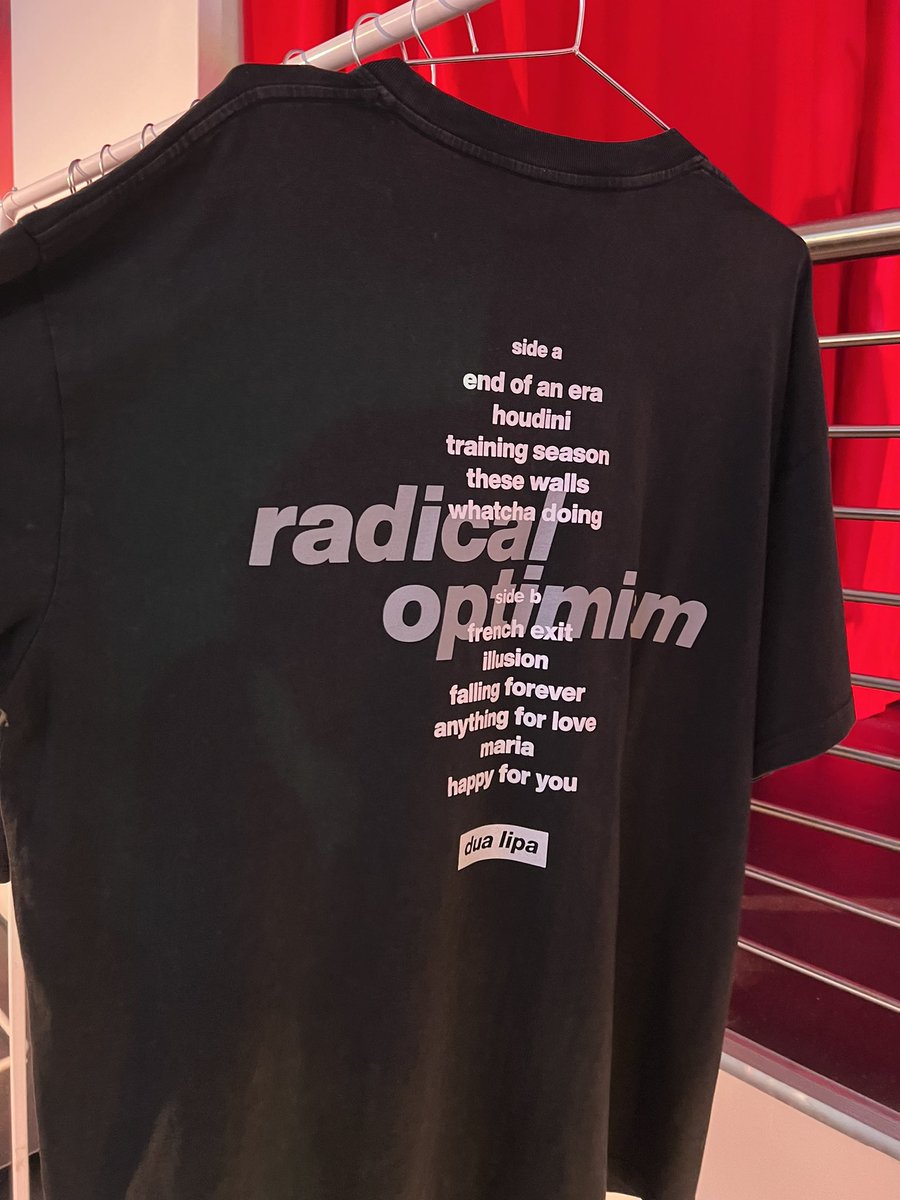 side a
end of an era
houdini
training season
these walls
whatcha doing
radical
optimim
side b
french exit
illusion
falling forever
anything for love
maria
happy for you
dua lipa